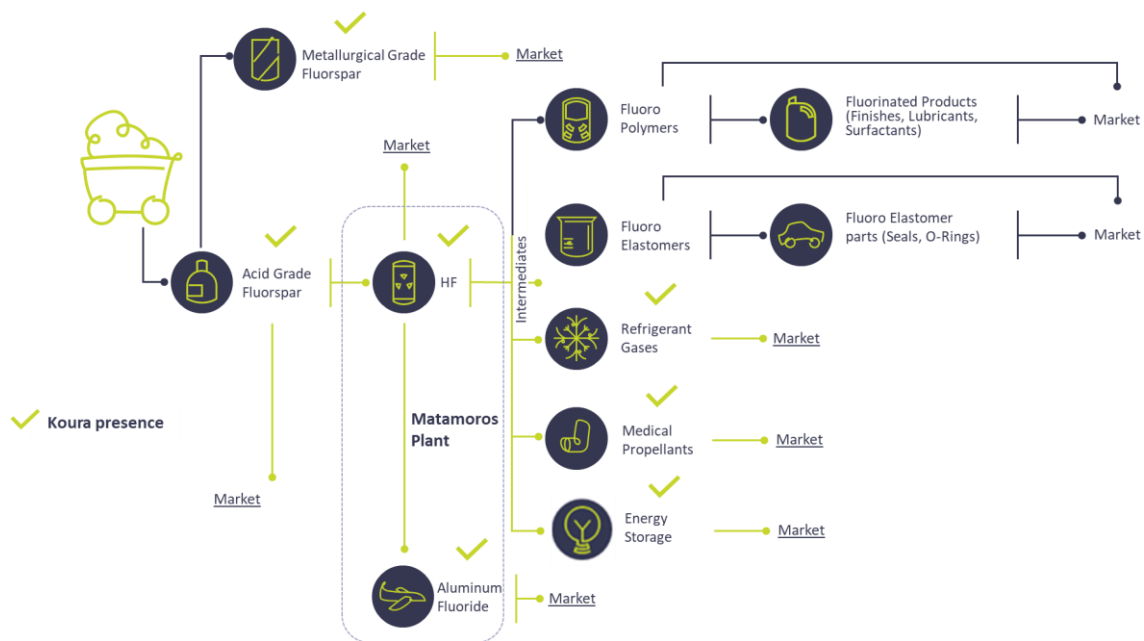 Metallurgical Grade
Fluorspar
Market
Fluoro
Polymers
Fluorinated Products
(Finishes, Lubricants,
Surfactants)
Market
Market
Acid Grade
Fluorspar
HF
Intermediates
Fluoro
Elastomers
Fluoro Elastomer
parts (Seals, O-Rings)
Market
Refrigerant
Gases
Market
Koura presence
Matamoros
Plant
Medical
Propellants
Market
Market
Energy
Storage
Market
Aluminum
Fluoride
Market